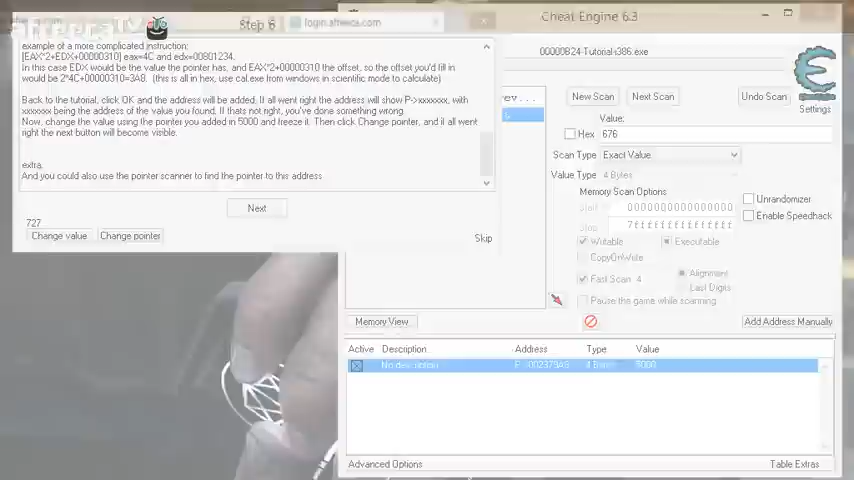 afreecaTV
Step 6
login.afreeca.com
Cheat Engine 6.3
example of a more complicated instruction:
[EAX*2+EDX+00000310] eax=4C and edx=00801234.
In this case EDX would be the value the pointer has, and EAX*2+00000310 the offset, so the offset you'd fill in
would be 2*4C+00000310=3A8. (this is all in hex, use cal.exe from windows in scientific mode to calculate)
Back to the tutorial, click OK and the address will be added, If all went right the address will show P->xxxxxxx, with
xxxxxxx being the address of the value you found, If thats not right, you've done something wrong.
Now, change the value using the pointer you added in 5000 and freeze it. Then click Change pointer, and if all went
right the next button will become visible.
extra,
And you could also use the pointer scanner to find the pointer to this address
Next
727
Change value
Change pointer
Skip
00000B24-Tutorial-i386.exe
New Scan
Next Scan
Undo Scan
Settings
Value:
Hex
676
Scan Type
Exact Value
Value Type
4 Bytes
Memory Scan Options
Start
Stop
Unrandomizer
Enable Speedhack
Writable
Executable
CopyOnWrite
Fast Scan
4
Alignment
Last Digits
Pause the game while scanning
Memory View
Add Address Manually
Active
Description
Address
Type
Value
No description
4 Bytes
5000
Advanced Options
Table Extras